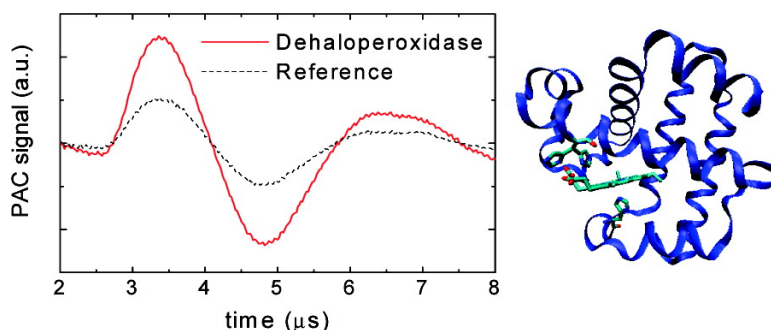 Dehaloperoxidase
Reference
PAC signal (a.u.)
2 3 4 5 6 7 8
time (μs)